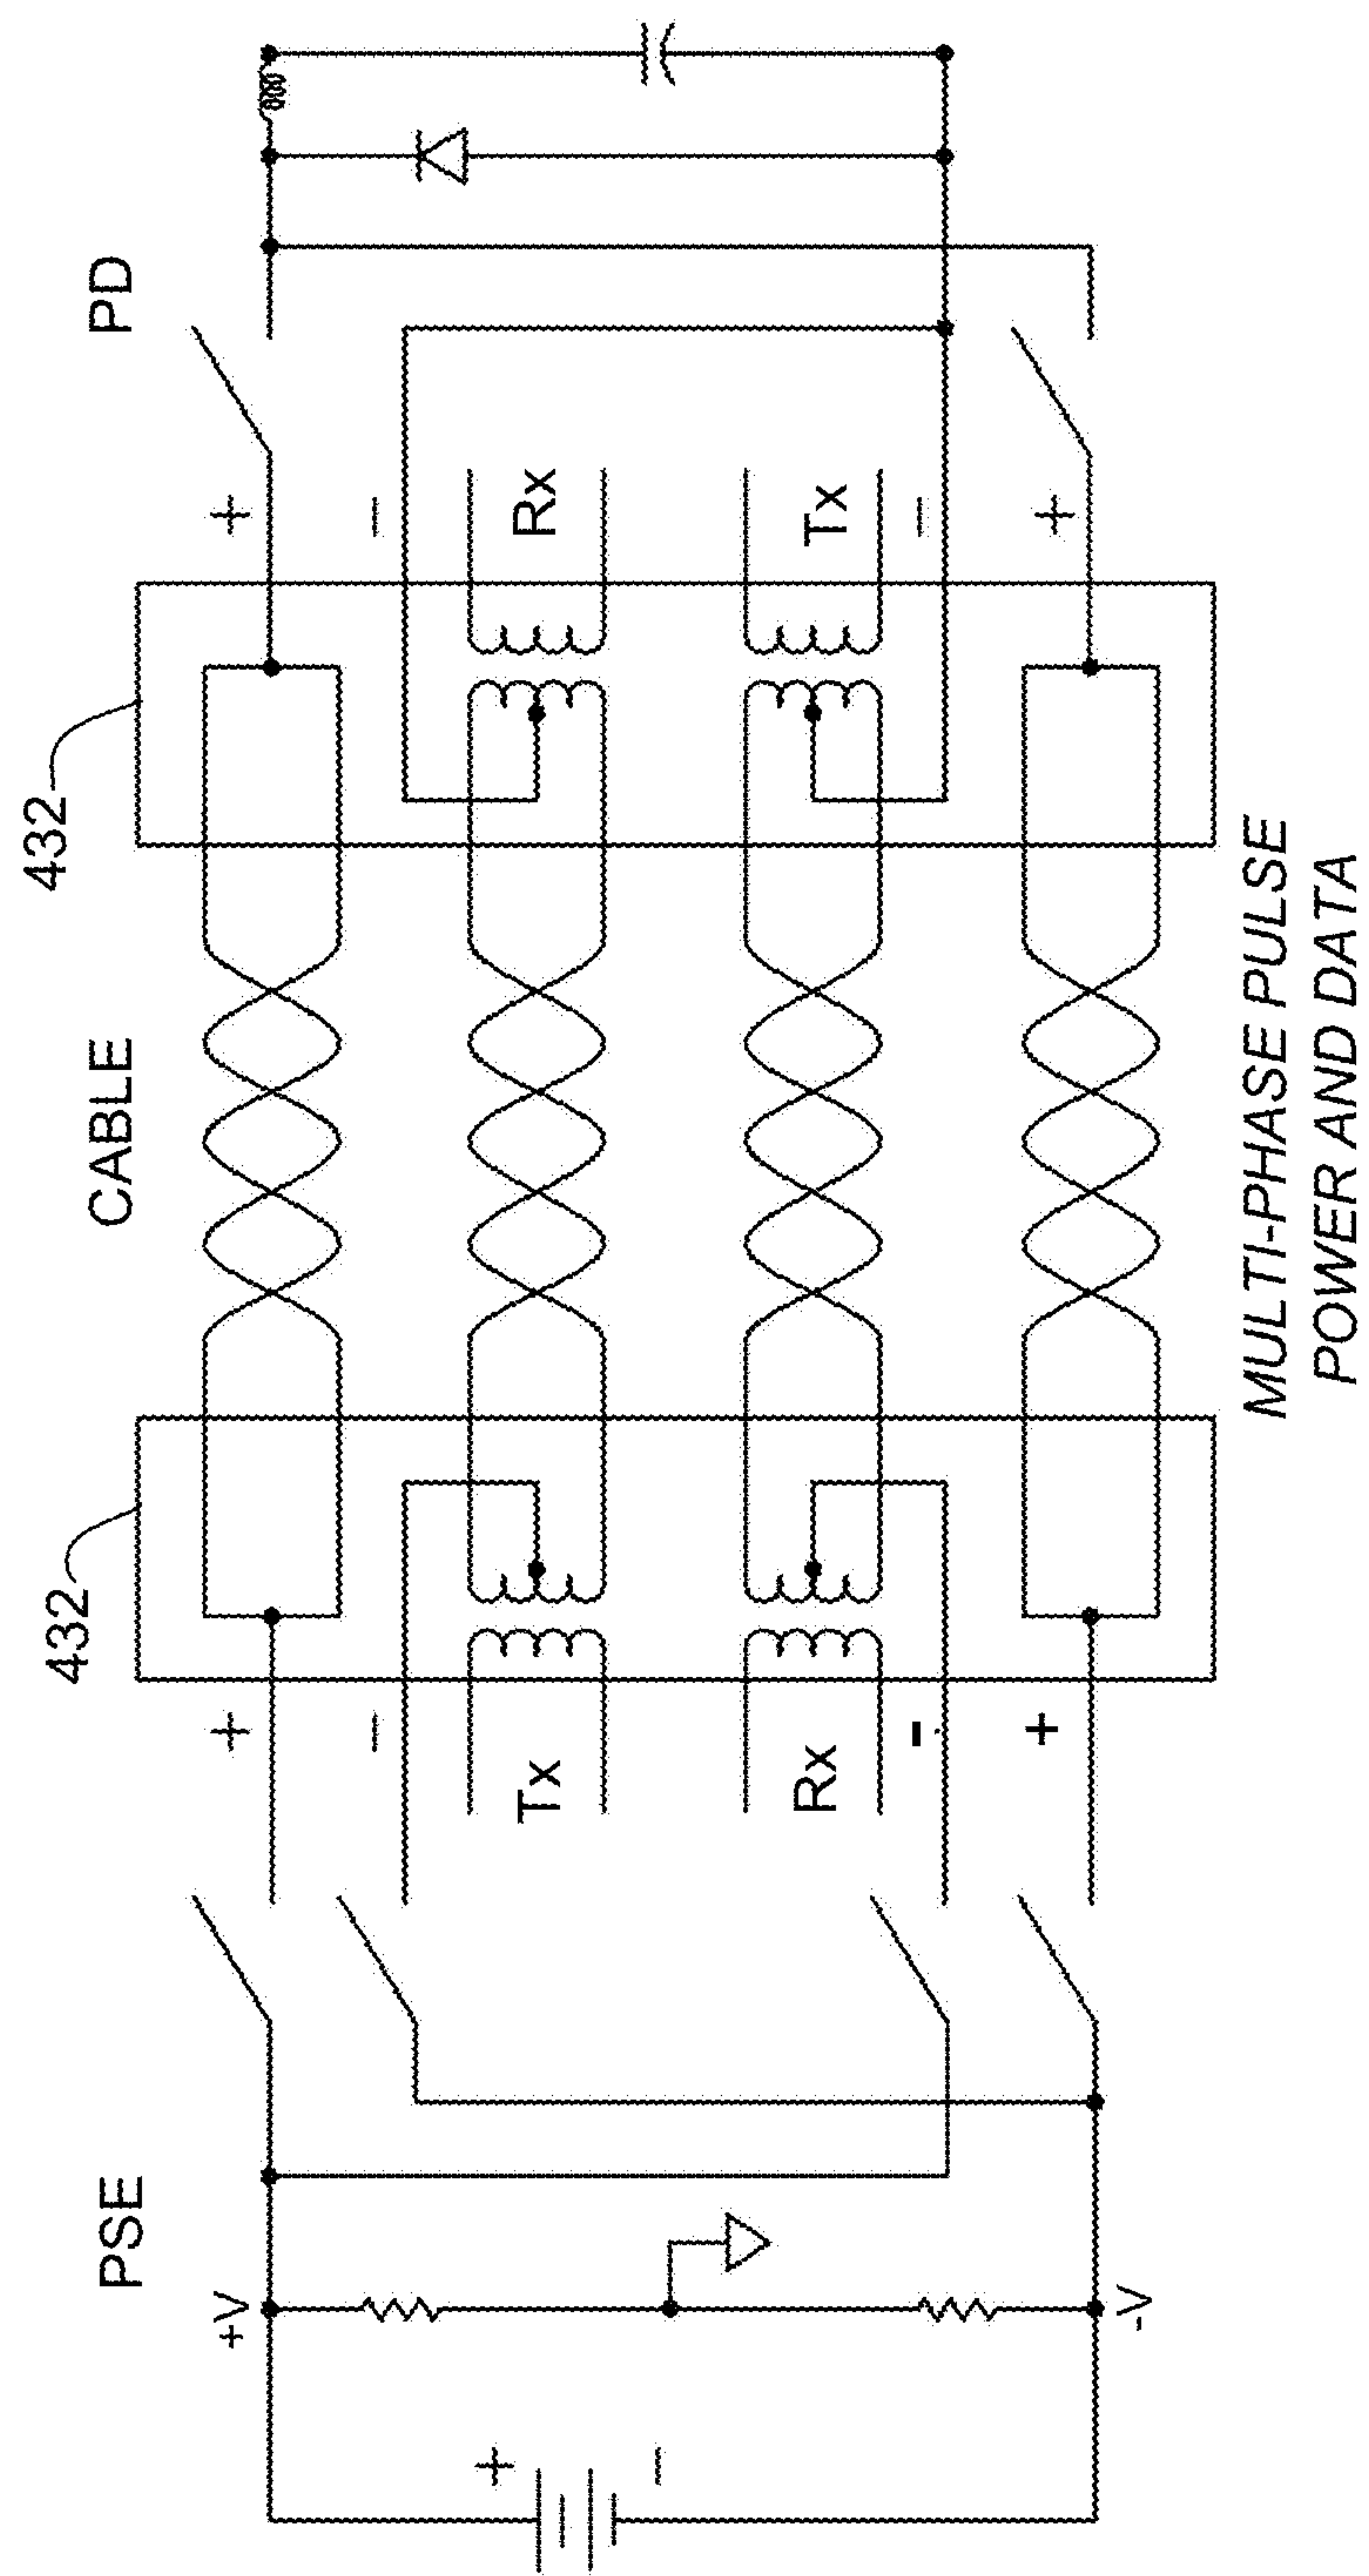 PSE
CABLE
PD
432
432
+V
-V
+
−
+
−
Tx
Rx
-
+
+
−
Rx
Tx
−
+
MULTI-PHASE PULSE
POWER AND DATA